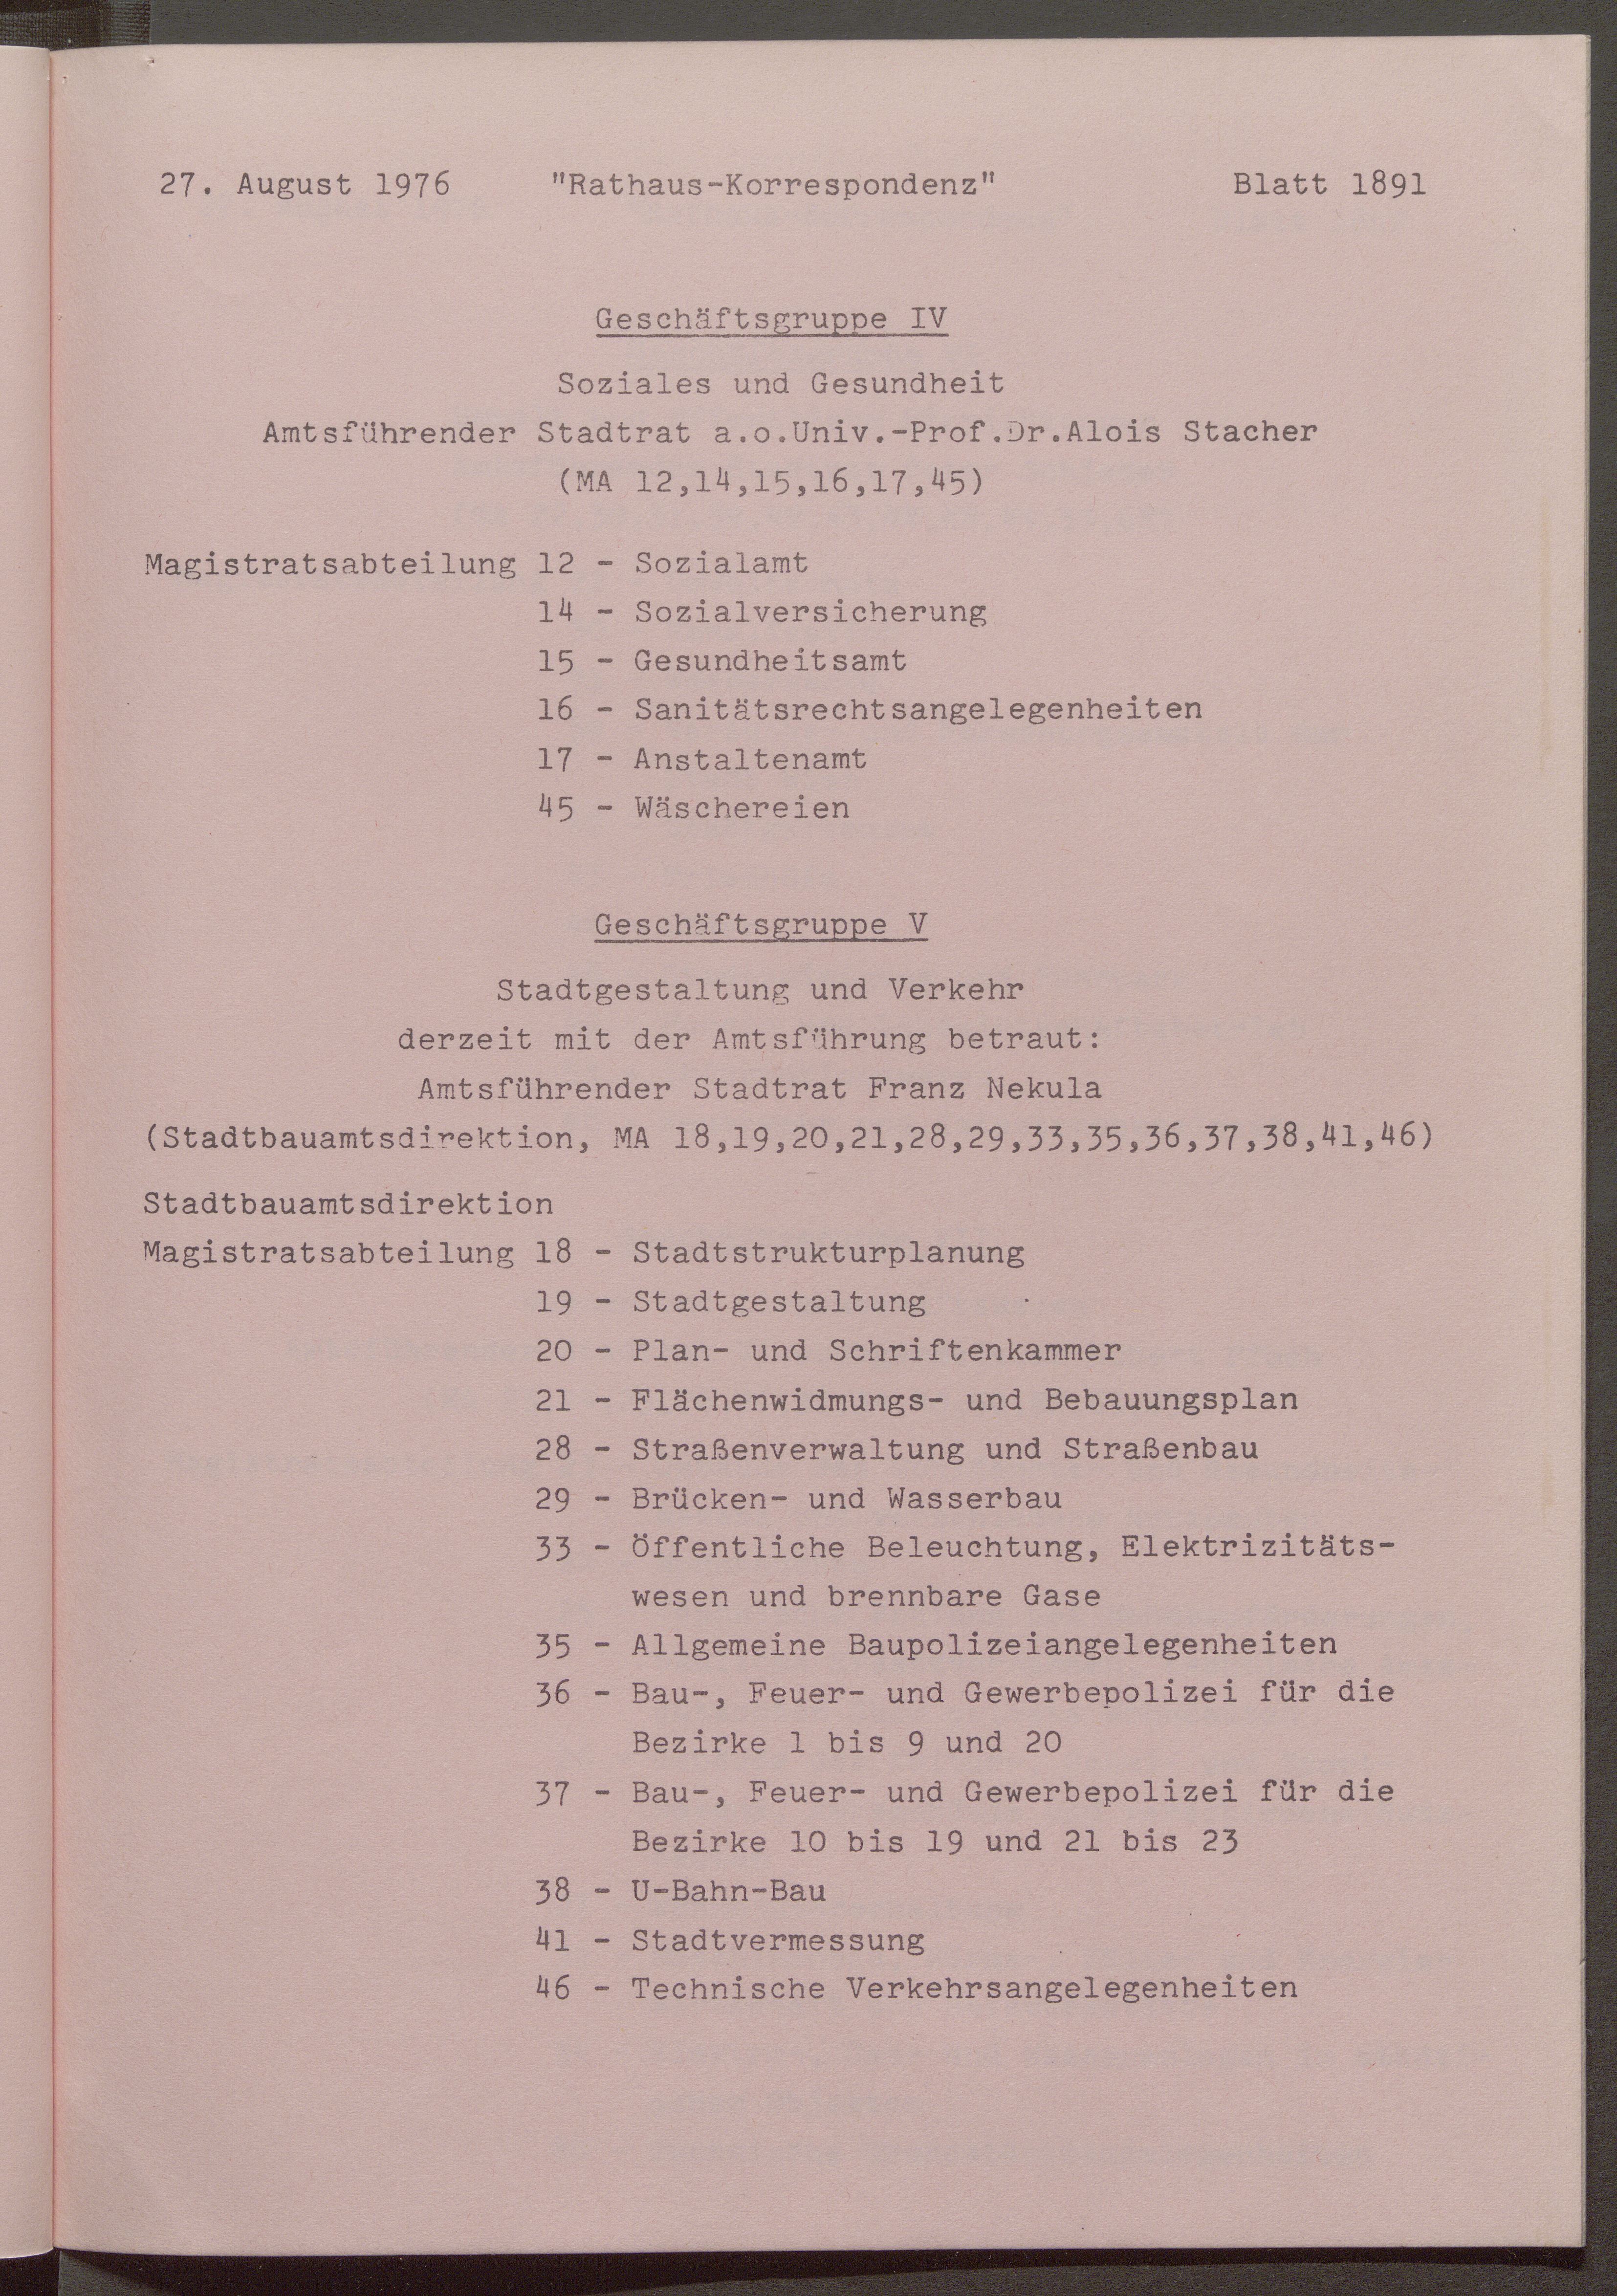 27. August 1976 "Rathaus-Korrespondenz" Blatt 1891
Geschäftsgruppe IV
Soziales und Gesundheit
Amtsführender Stadtrat a.o.Univ.-Prof.Dr.Alois Stacher
(MA 12,14,15,16,17,45)
Magistratsabteilung 12 - Sozialamt
14 - Sozialversicherung
15 - Gesundheitsamt
16 - Sanitätsrechtsangelegenheiten
17 - Anstaltenamt
45 - Wäschereien
Geschäftsgruppe V
Stadtgestaltung und Verkehr
derzeit mit der Amtsführung betraut:
Amtsführender Stadtrat Franz Nekula
(Stadtbauamtsdirektion, MA 18,19,20,21,28,29,33,35,36,37,38,41,46)
Stadtbauamtsdirektion
Magistratsabteilung 18 - Stadtstrukturplanung
19 - Stadtgestaltung
20 - Plan- und Schriftenkammer
21 - Flächenwidmungs- und Bebauungsplan
28 - Straßenverwaltung und Straßenbau
29 - Brücken- und Wasserbau
33 - Öffentliche Beleuchtung, Elektrizitäts-
wesen und brennbare Gase
35 - Allgemeine Baupolizeiangelegenheiten
36 - Bau-, Feuer- und Gewerbepolizei für die
Bezirke 1 bis 9 und 20
37 - Bau-, Feuer- und Gewerbepolizei für die
Bezirke 10 bis 19 und 21 bis 23
38 - U-Bahn-Bau
41 - Stadtvermessung
46 - Technische Verkehrsangelegenheiten